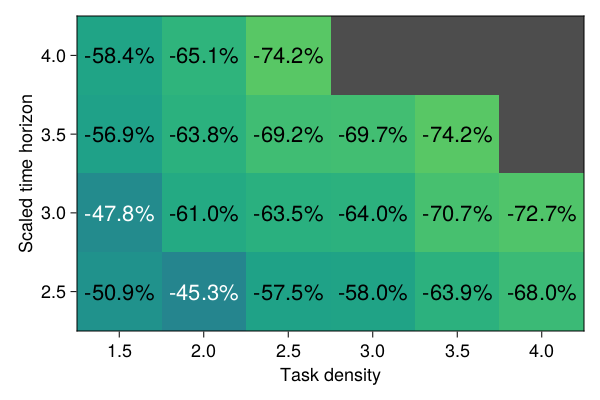 4.0 -58.4% -65.1% -74.2%
3.5 -56.9% -63.8% -69.2% -69.7% -74.2%
3.0 -47.8% -61.0% -63.5% -64.0% -70.7% -72.7%
2.5 -50.9% -45.3% -57.5% -58.0% -63.9% -68.0%
Scaled time horizon
1.5 2.0 2.5 3.0 3.5 4.0
Task density